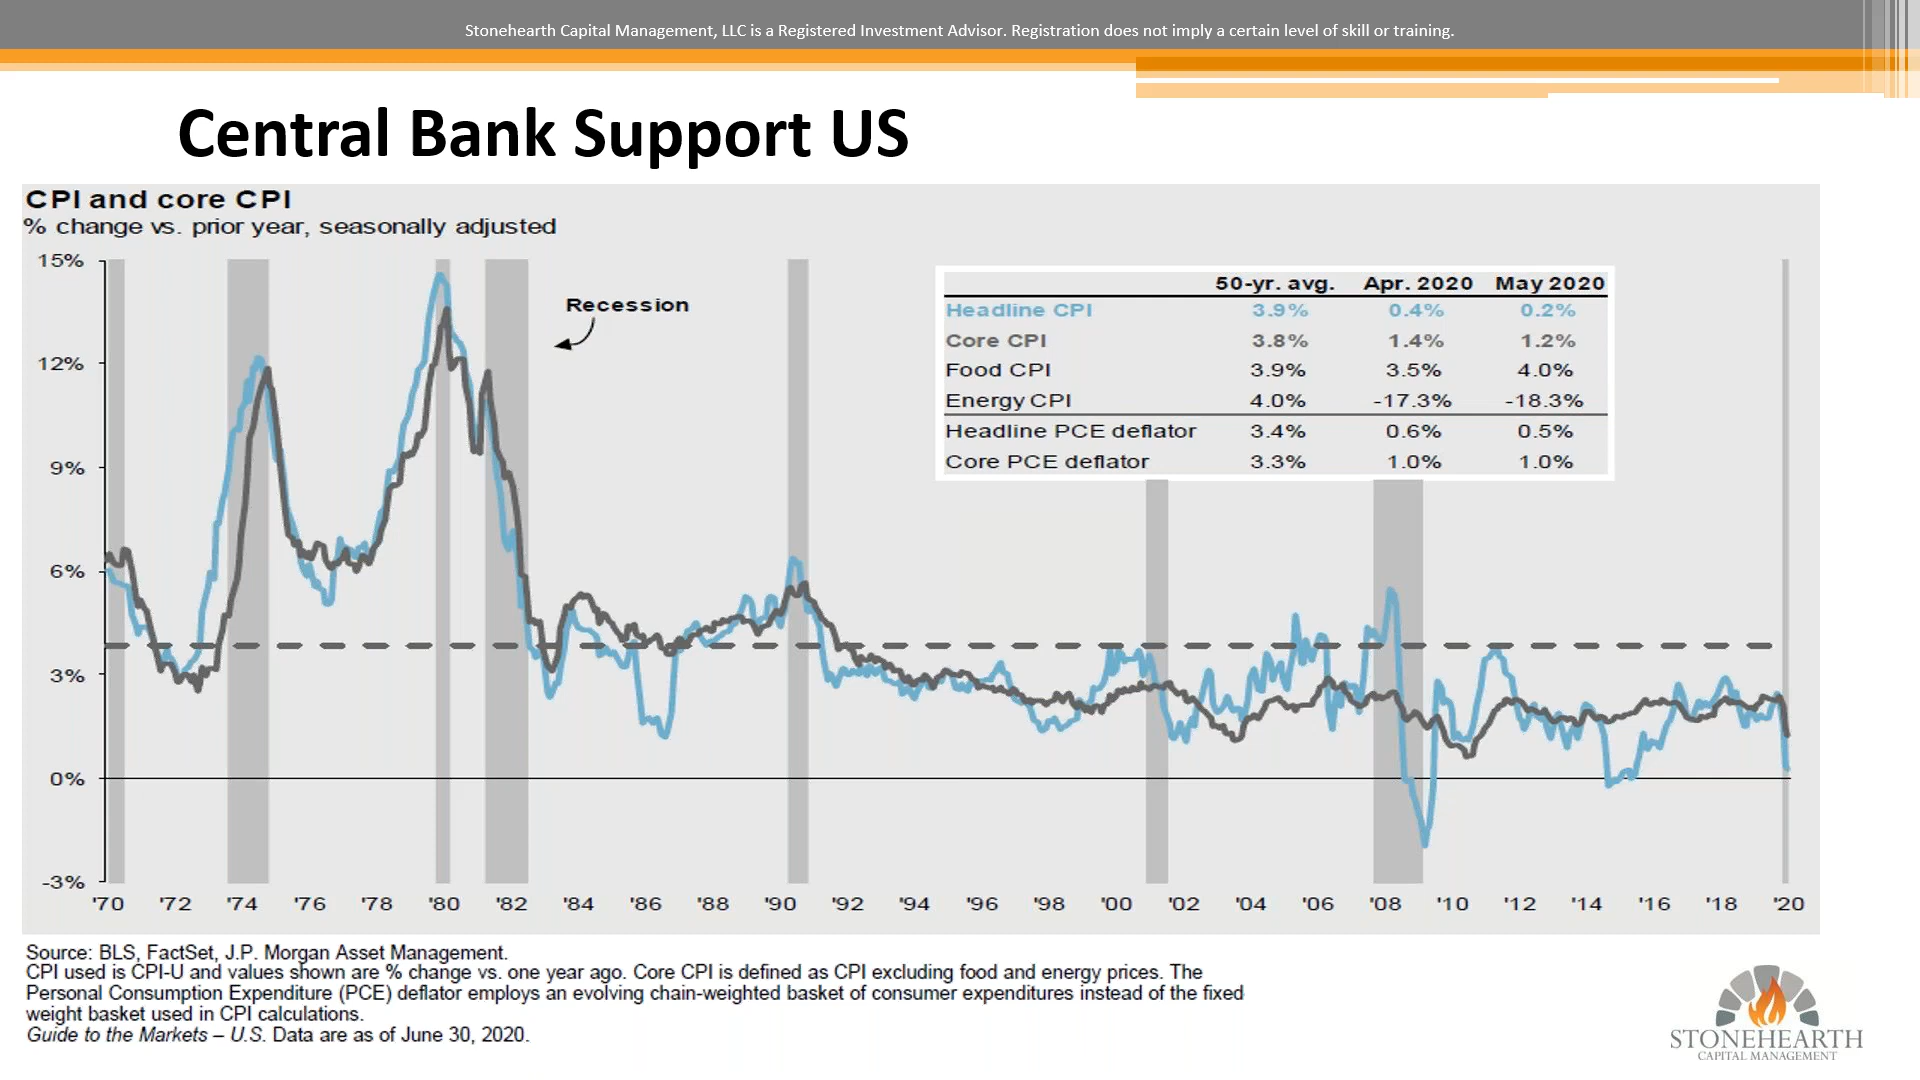 Stonehearth Capital Management, LLC is a Registered Investment Advisor. Registration does not imply a certain level of skill or training.
Central Bank Support US
CPI and core CPI
% change vs. prior year, seasonally adjusted
15%
12%
9%
6%
3%
0%
-3%
Recession
50-yr. avg. Apr. 2020 May 2020
Headline CPI 3.9% 0.4% 0.2%
Core CPI 3.8% 1.4% 1.2%
Food CPI 3.9% 3.5% 4.0%
Energy CPI 4.0% -17.3% -18.3%
Headline PCE deflator 3.4% 0.6% 0.5%
Core PCE deflator 3.3% 1.0% 1.0%
'70 '72 '74 '76 '78 '80 '82 '84 '86 '88 '90 '92 '94 '96 '98 '00 '02 '04 '06 '08 '10 '12 '14 '16 '18 '20
Source: BLS, FactSet, J.P. Morgan Asset Management.
CPI used is CPI-U and values shown are % change vs. one year ago. Core CPI is defined as CPI excluding food and energy prices. The
Personal Consumption Expenditure (PCE) deflator employs an evolving chain-weighted basket of consumer expenditures instead of the fixed
weight basket used in CPI calculations.
Guide to the Markets – U.S. Data are as of June 30, 2020.
STONEHEARTH
CAPITAL MANAGEMENT